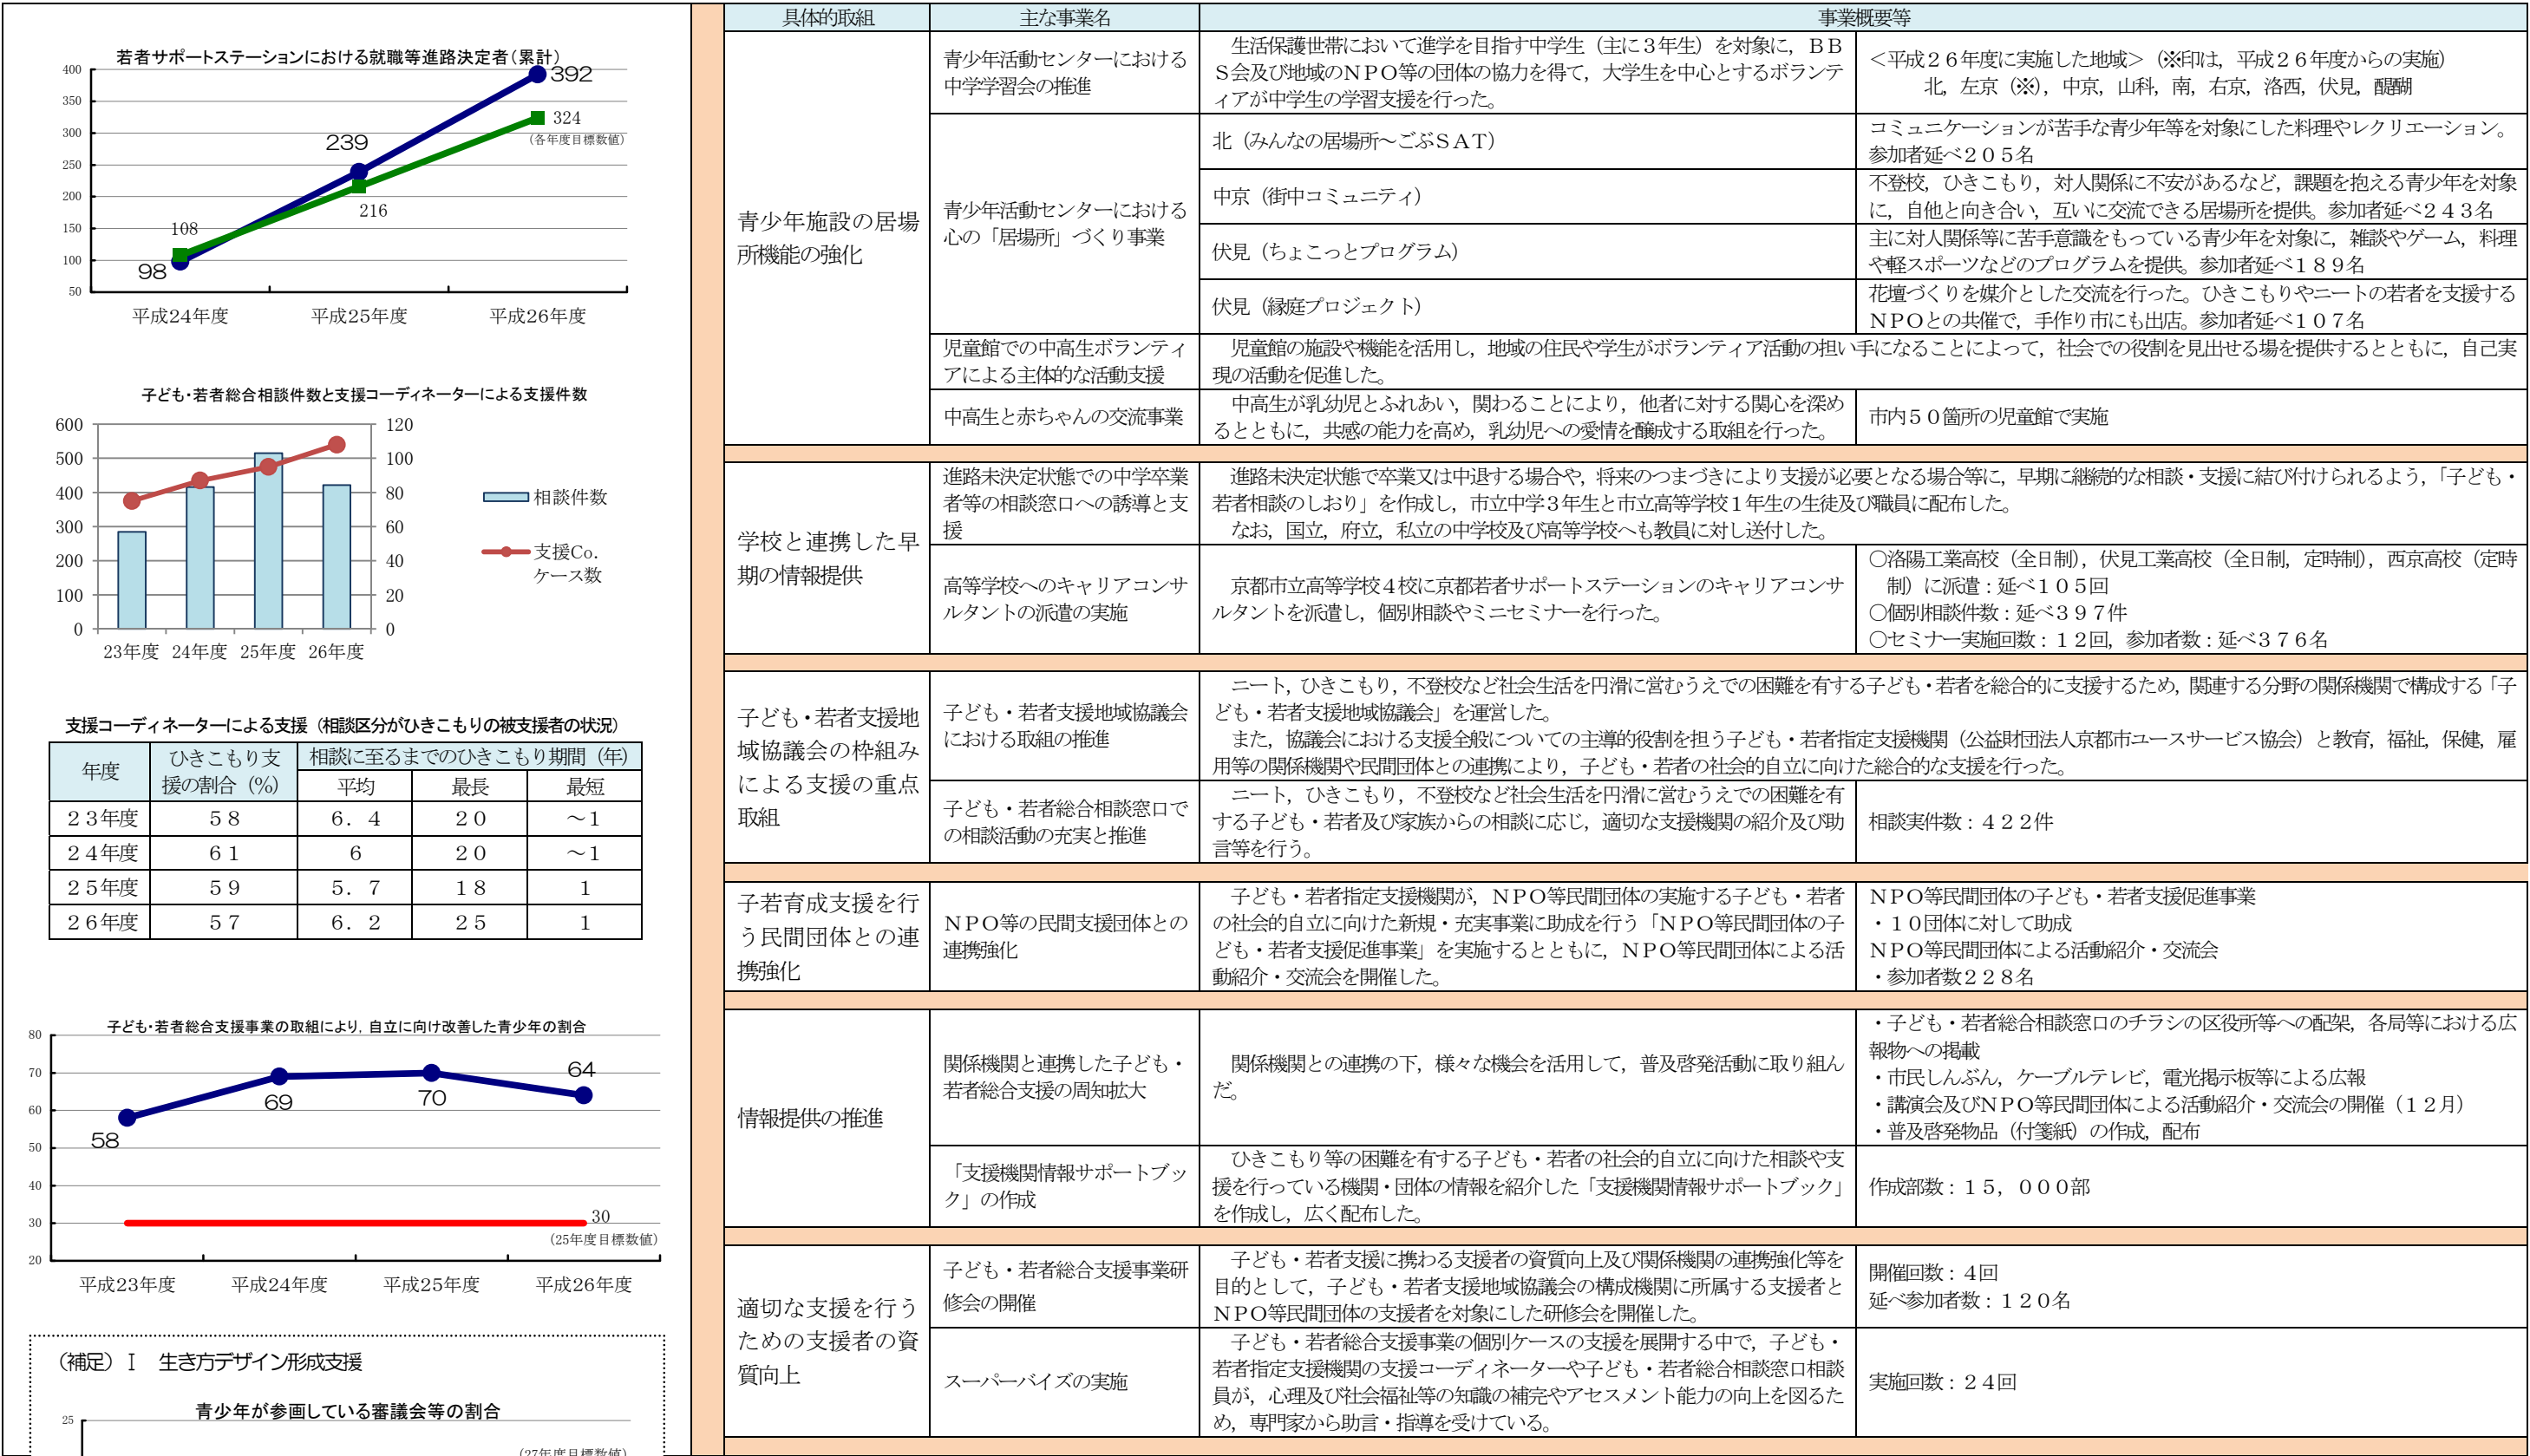 若者サポートステーションにおける就職等進路決定者(累計)
400
350
300
250
200
150
100
50
392
324
(各年度目標数値)
239
216
108
98
平成24年度 平成25年度 平成26年度
子ども・若者総合相談件数と支援コーディネーターによる支援件数
600
500
400
300
200
100
0
120
100
80
60
40
20
0
相談件数
支援Co.
ケース数
23年度 24年度 25年度 26年度
支援コーディネーターによる支援(相談区分がひきこもりの被支援者の状況)
年度 ひきこもり支 相談に至るまでのひきこもり期間(年)
援の割合(%) 平均 最長 最短
23年度 58 6.4 20 ~1
24年度 61 6 20 ~1
25年度 59 5.7 18 1
26年度 57 6.2 25 1
子ども・若者総合支援事業の取組により,自立に向け改善した青少年の割合
80
70
60
50
40
30
20
58
69
70
64
30
(25年度目標数値)
平成23年度 平成24年度 平成25年度 平成26年度
(補足)Ⅰ 生き方デザイン形成支援
青少年が参画している審議会等の割合
25
(27年度目標数値)
具体的取組 主な事業名 事業概要等
青少年施設の居場
所機能の強化
青少年活動センターにおける
中学学習会の推進
生活保護世帯において進学を目指す中学生(主に3年生)を対象に,BB
S会及び地域のNPO等の団体の協力を得て,大学生を中心とするボランテ
ィアが中学生の学習支援を行った。
<平成26年度に実施した地域>(※印は,平成26年度からの実施)
北,左京(※),中京,山科,南,右京,洛西,伏見,醍醐
青少年活動センターにおける
心の「居場所」づくり事業
北(みんなの居場所~ごぶSAT)
コミュニケーションが苦手な青少年等を対象にした料理やレクリエーション。
参加者延べ205名
中京(街中コミュニティ)
不登校,ひきこもり,対人関係に不安があるなど,課題を抱える青少年を対象
に,自他と向き合い,互いに交流できる居場所を提供。参加者延べ243名
伏見(ちょこっとプログラム)
主に対人関係等に苦手意識をもっている青少年を対象に,雑談やゲーム,料理
や軽スポーツなどのプログラムを提供。参加者延べ189名
伏見(縁庭プロジェクト)
花壇づくりを媒介とした交流を行った。ひきこもりやニートの若者を支援する
NPOとの共催で,手作り市にも出店。参加者延べ107名
児童館での中高生ボランティ
アによる主体的な活動支援
児童館の施設や機能を活用し,地域の住民や学生がボランティア活動の担い手になることによって,社会での役割を見出せる場を提供するとともに,自己実
現の活動を促進した。
中高生と赤ちゃんの交流事業
中高生が乳幼児とふれあい,関わることにより,他者に対する関心を深め
るとともに,共感の能力を高め,乳幼児への愛情を醸成する取組を行った。
市内50箇所の児童館で実施
学校と連携した早
期の情報提供
進路未決定状態での中学卒業
者等の相談窓口への誘導と支
援
進路未決定状態で卒業又は中退する場合や,将来のつまづきにより支援が必要となる場合等に,早期に継続的な相談・支援に結び付けられるよう,「子ども・
若者相談のしおり」を作成し,市立中学3年生と市立高等学校1年生の生徒及び職員に配布した。
なお,国立,府立,私立の中学校及び高等学校へも教員に対し送付した。
高等学校へのキャリアコンサ
ルタントの派遣の実施
京都市立高等学校4校に京都若者サポートステーションのキャリアコンサ
ルタントを派遣し,個別相談やミニセミナーを行った。
○洛陽工業高校(全日制),伏見工業高校(全日制,定時制),西京高校(定時
制)に派遣:延べ105回
○個別相談件数:延べ397件
○セミナー実施回数:12回,参加者数:延べ376名
子ども・若者支援地
域協議会の枠組み
による支援の重点
取組
子ども・若者支援地域協議会
における取組の推進
ニート,ひきこもり,不登校など社会生活を円滑に営むうえでの困難を有する子ども・若者を総合的に支援するため,関連する分野の関係機関で構成する「子
ども・若者支援地域協議会」を運営した。
また,協議会における支援全般についての主導的役割を担う子ども・若者指定支援機関(公益財団法人京都市ユースサービス協会)と教育,福祉,保健,雇
用等の関係機関や民間団体との連携により,子ども・若者の社会的自立に向けた総合的な支援を行った。
子ども・若者総合相談窓口で
の相談活動の充実と推進
ニート,ひきこもり,不登校など社会生活を円滑に営むうえでの困難を有
する子ども・若者及び家族からの相談に応じ,適切な支援機関の紹介及び助
言等を行う。
相談実件数:422件
子若育成支援を行
う民間団体との連
携強化
NPO等の民間支援団体との
連携強化
子ども・若者指定支援機関が,NPO等民間団体の実施する子ども・若者
の社会的自立に向けた新規・充実事業に助成を行う「NPO等民間団体の子
ども・若者支援促進事業」を実施するとともに,NPO等民間団体による活
動紹介・交流会を開催した。
NPO等民間団体の子ども・若者支援促進事業
・10団体に対して助成
NPO等民間団体による活動紹介・交流会
・参加者数228名
情報提供の推進
関係機関と連携した子ども・
若者総合支援の周知拡大
関係機関との連携の下,様々な機会を活用して,普及啓発活動に取り組ん
だ。
・子ども・若者総合相談窓口のチラシの区役所等への配架,各局等における広
報物への掲載
・市民しんぶん,ケーブルテレビ,電光掲示板等による広報
・講演会及びNPO等民間団体による活動紹介・交流会の開催(12月)
・普及啓発物品(付箋紙)の作成,配布
「支援機関情報サポートブッ
ク」の作成
ひきこもり等の困難を有する子ども・若者の社会的自立に向けた相談や支
援を行っている機関・団体の情報を紹介した「支援機関情報サポートブック」
を作成し,広く配布した。
作成部数:15,000部
適切な支援を行う
ための支援者の資
質向上
子ども・若者総合支援事業研
修会の開催
子ども・若者支援に携わる支援者の資質向上及び関係機関の連携強化等を
目的として,子ども・若者支援地域協議会の構成機関に所属する支援者と
NPO等民間団体の支援者を対象にした研修会を開催した。
開催回数:4回
延べ参加者数:120名
スーパーバイズの実施
子ども・若者総合支援事業の個別ケースの支援を展開する中で,子ども・
若者指定支援機関の支援コーディネーターや子ども・若者総合相談窓口相談
員が,心理及び社会福祉等の知識の補完やアセスメント能力の向上を図るた
め,専門家から助言・指導を受けている。
実施回数:24回